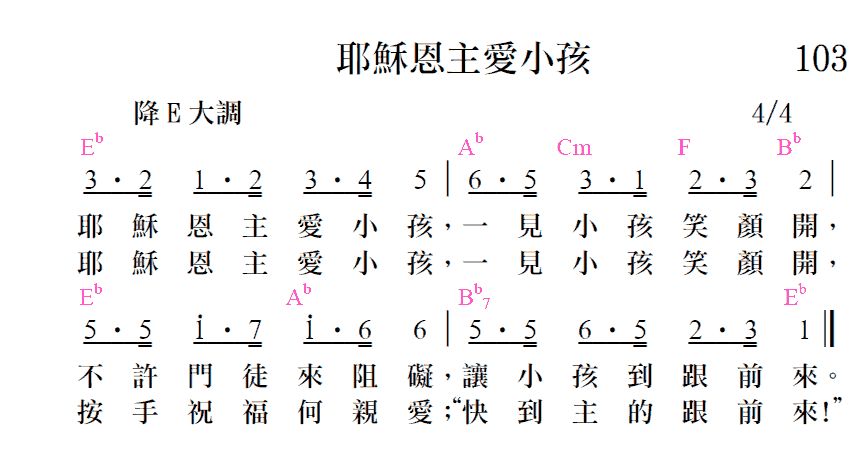 耶穌恩主愛小孩 103
降E大調 4/4
E♭ A♭ Cm F B♭
3 · 2 1 · 2 3 · 4 5 | 6 · 5 3 · 1 2 · 3 2 |
耶穌恩主愛小孩，一見小孩笑顏開，
耶穌恩主愛小孩，一見小孩笑顏開，
E♭ A♭ B♭7 E♭
5 · 5 i · 7 i · 6 6 | 5 · 5 6 · 5 2 · 3 1 ‖
不許門徒來阻礙，讓小孩到跟前來。
按手祝福何親愛；“快到主的跟前來!”